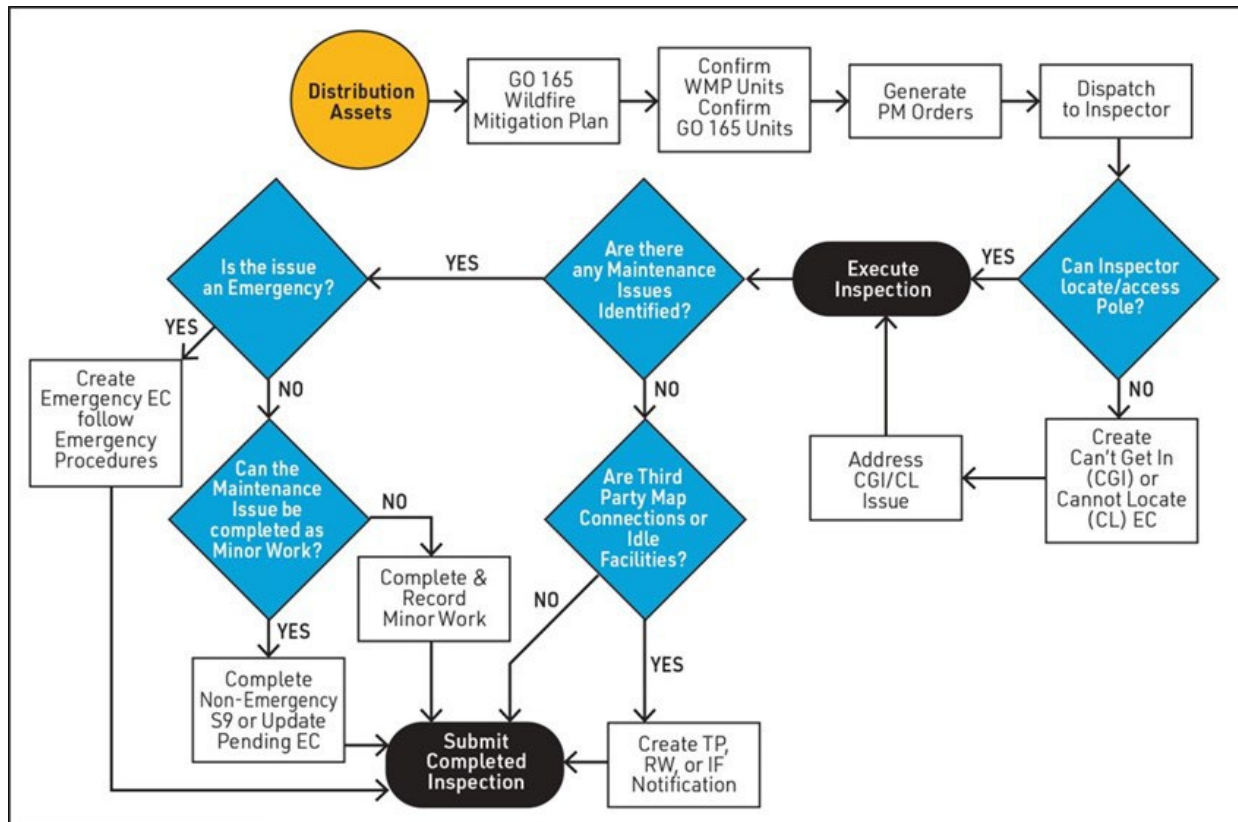 Distribution
Assets
GO 165
Wildfire
Mitigation Plan
Confirm
WMP Units
Confirm
GO 165 Units
Generate
PM Orders
Dispatch
to Inspector
Can Inspector
locate/access
Pole?
YES
NO
Execute
Inspection
Create
Can't Get In
(CGI) or
Cannot Locate
(CL) EC
Address
CGI/CL
Issue
Are there
any Maintenance
Issues
Identified?
YES
NO
Is the issue
an Emergency?
YES
NO
Create
Emergency EC
follow
Emergency
Procedures
Can the
Maintenance
Issue be
completed as
Minor Work?
NO
YES
Complete &
Record
Minor Work
Complete
Non-Emergency
S9 or Update
Pending EC
Are Third
Party Map
Connections or
Idle
Facilities?
NO
YES
Create TP,
RW, or IF
Notification
Submit
Completed
Inspection